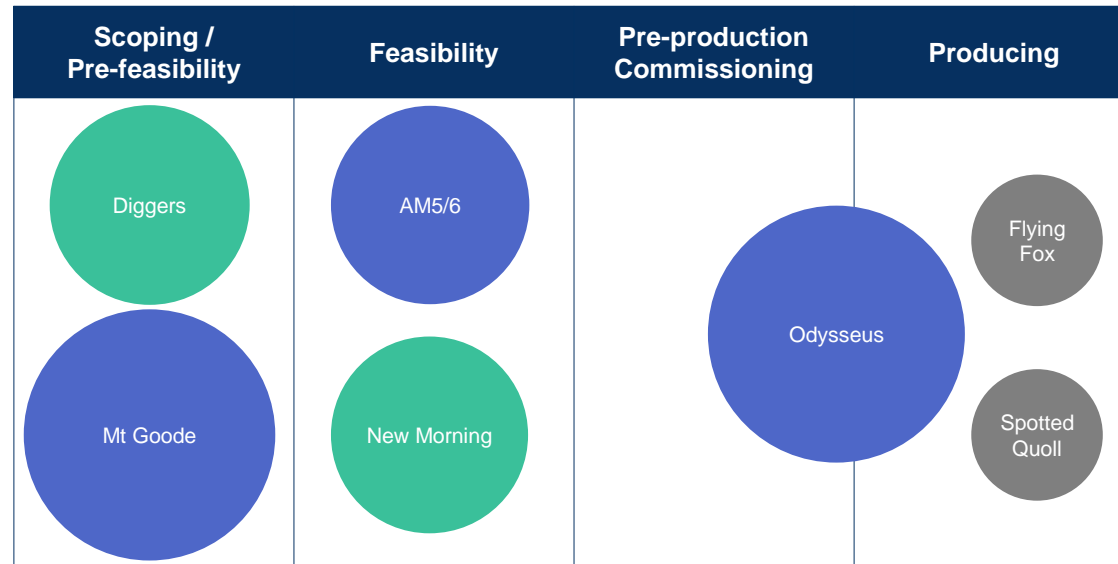 Scoping /
Pre-feasibility
Feasibility
Pre-production
Commissioning
Producing
Diggers
AM5/6
Flying
Fox
Odysseus
Mt Goode
New Morning
Spotted
Quoll